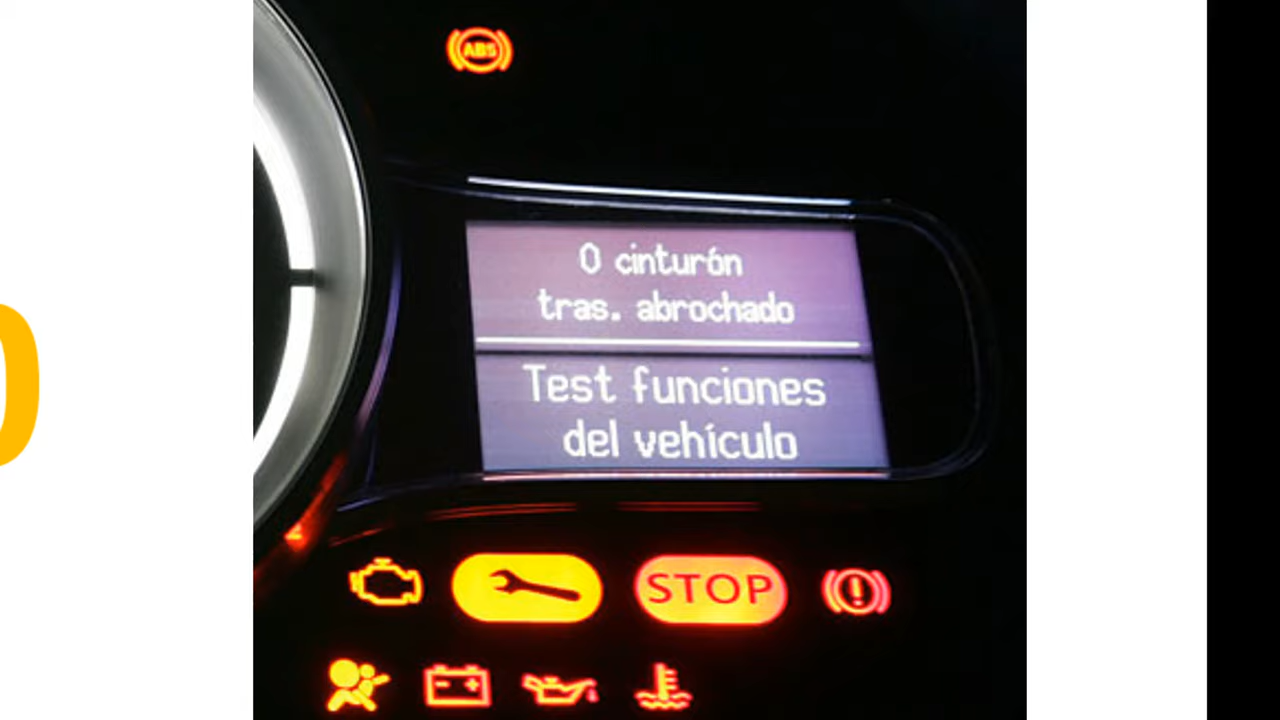 ABS
0 cinturón
tras. abrochado
Test funciones
del vehículo
STOP